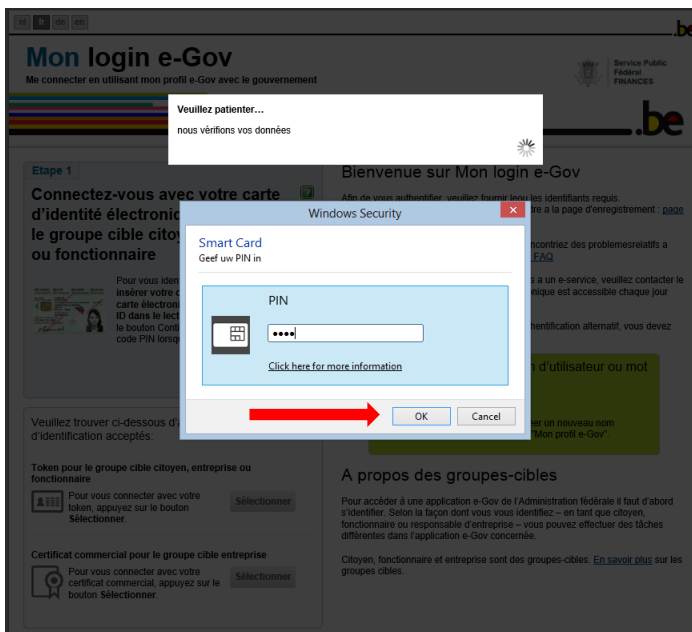 nl fr de en
.be
Mon login e-Gov
Me connecter en utilisant mon profil e-Gov avec le gouvernement
Service Public
Fédéral
FINANCES
Veuillez patienter…
nous vérifions vos données
.be
Etape 1
Connectez-vous avec votre carte
d'identité électronic
le groupe cible citoy
ou fonctionnaire
Pour vous iden
insérer votre c
carte électroni
ID dans le lect
le bouton Conti
code PIN lorsq
Bienvenue sur Mon login e-Gov
Afin de vous authentifier, veuillez fournir les identifiants requis.
dre a la page d'enregistrement : page
ncontriez des problemesrelatifs a
FAQ
s a un e-service, veuillez contacter le
nique est accessible chaque jour
hentification alternatif, vous devez
n d'utilisateur ou mot
er un nouveau nom
"Mon profil e-Gov".
Windows Security
Smart Card
Geef uw PIN in
PIN
••••
Click here for more information
OK Cancel
Veuillez trouver ci-dessous d'a
d'identification acceptés:
Token pour le groupe cible citoyen, entreprise ou
fonctionnaire
Pour vous connecter avec votre
token, appuyez sur le bouton
Sélectionner.
Sélectionner
Certificat commercial pour le groupe cible entreprise
Pour vous connecter avec votre
certificat commercial, appuyez sur le
bouton Sélectionner.
Sélectionner
A propos des groupes-cibles
Pour accèder à une application e-Gov de l'Administration fédérale il faut d'abord
s'identifier. Selon la façon dont vous vous identifiez – en tant que citoyen,
fonctionnaire ou responsable d'entreprise – vous pouvez effectuer des tâches
différentes dans l'application e-Gov concernée.
Citoyen, fonctionnaire et entreprise sont des groupes-cibles. En savoir plus sur les
groupes cibles.